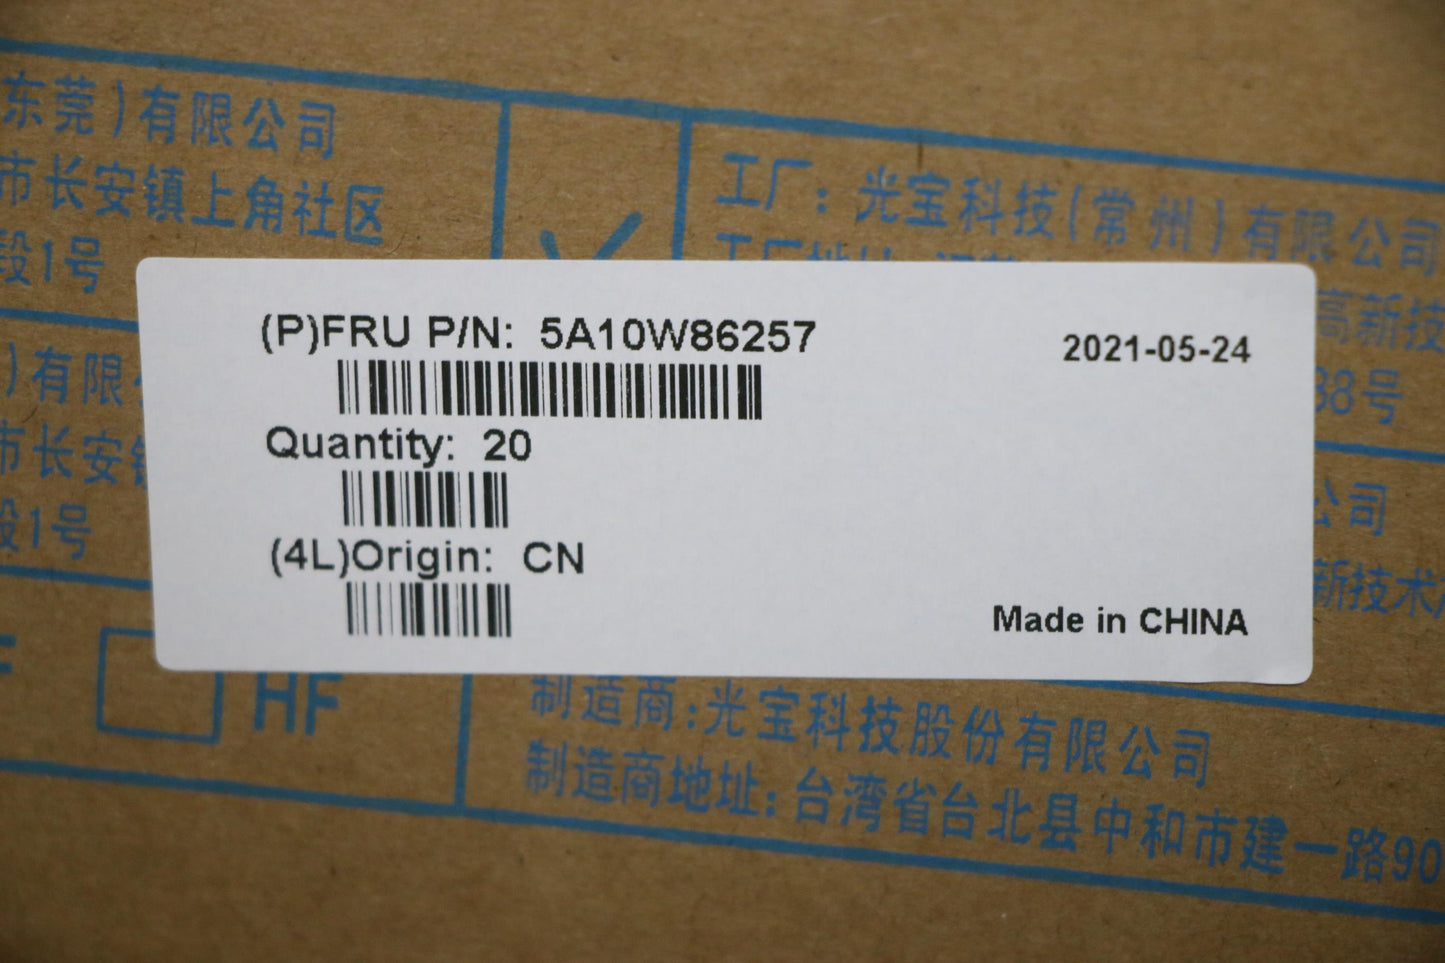 东莞)有限公司
市长安镇上角社区
段1号
工厂:光宝科技(常州)有限公司
高新技
88号
(P)FRU P/N: 5A10W86257
2021-05-24
Quantity: 20
(4L)Origin: CN
Made in CHINA
)有限
市长安镇
段1号
公司
新技术
HF
制造商:光宝科技股份有限公司
制造商地址:台湾省台北县中和市建一路90